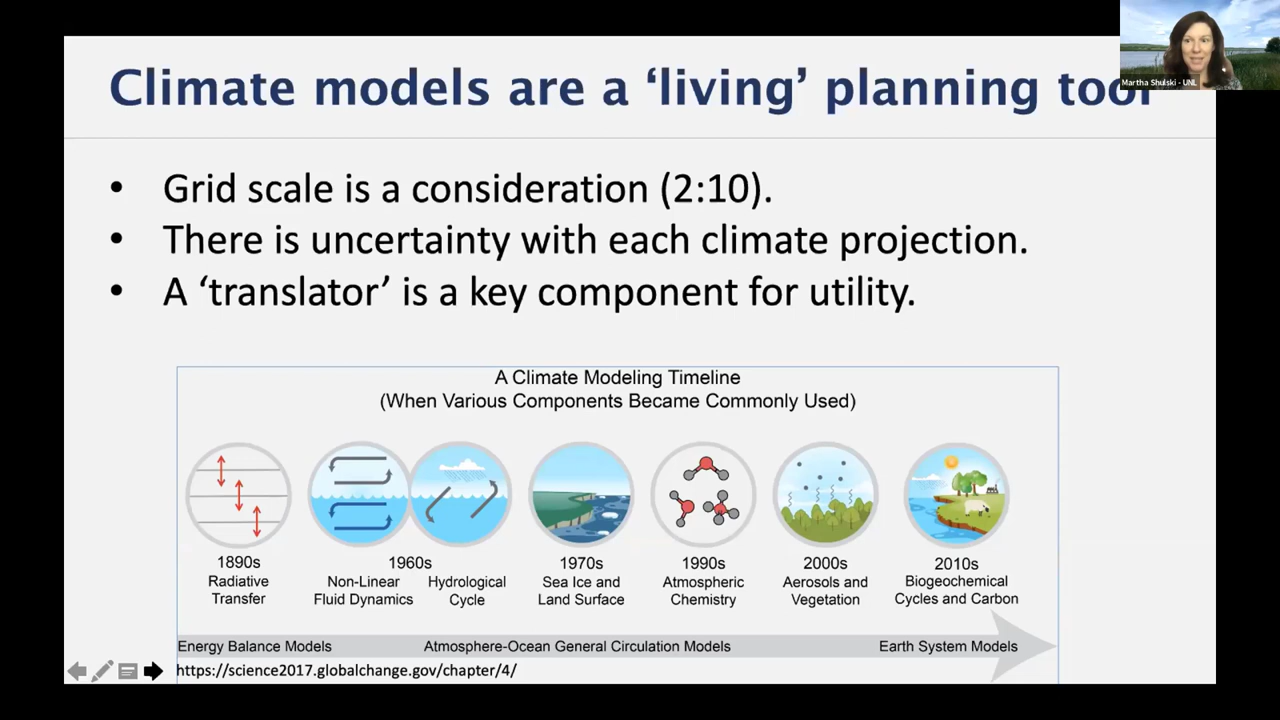 Climate models are a ‘living’ planning tool
Martha Shulski - UNL
• Grid scale is a consideration (2:10).
• There is uncertainty with each climate projection.
• A ‘translator’ is a key component for utility.
A Climate Modeling Timeline
(When Various Components Became Commonly Used)
1890s
Radiative
Transfer
1960s
Non-Linear
Fluid Dynamics
Hydrological
Cycle
1970s
Sea Ice and
Land Surface
1990s
Atmospheric
Chemistry
2000s
Aerosols and
Vegetation
2010s
Biogeochemical
Cycles and Carbon
Energy Balance Models
Atmosphere-Ocean General Circulation Models
Earth System Models
https://science2017.globalchange.gov/chapter/4/